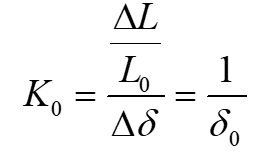 K₀ = (ΔL / L₀) / Δδ = 1 / δ₀